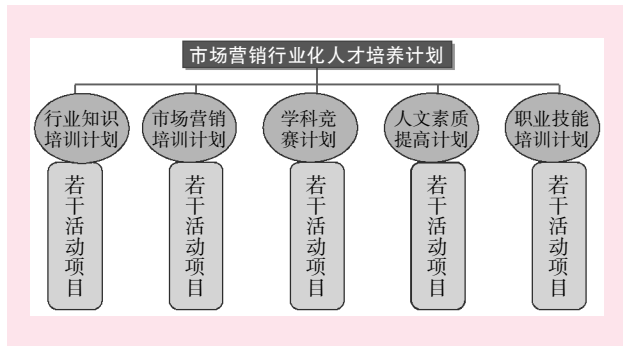 市场营销行业化人才培养计划
行业知识
培训计划
市场营销
培训计划
学科竞
赛计划
人文素质
提高计划
职业技能
培训计划
若干活动项目
若干活动项目
若干活动项目
若干活动项目
若干活动项目